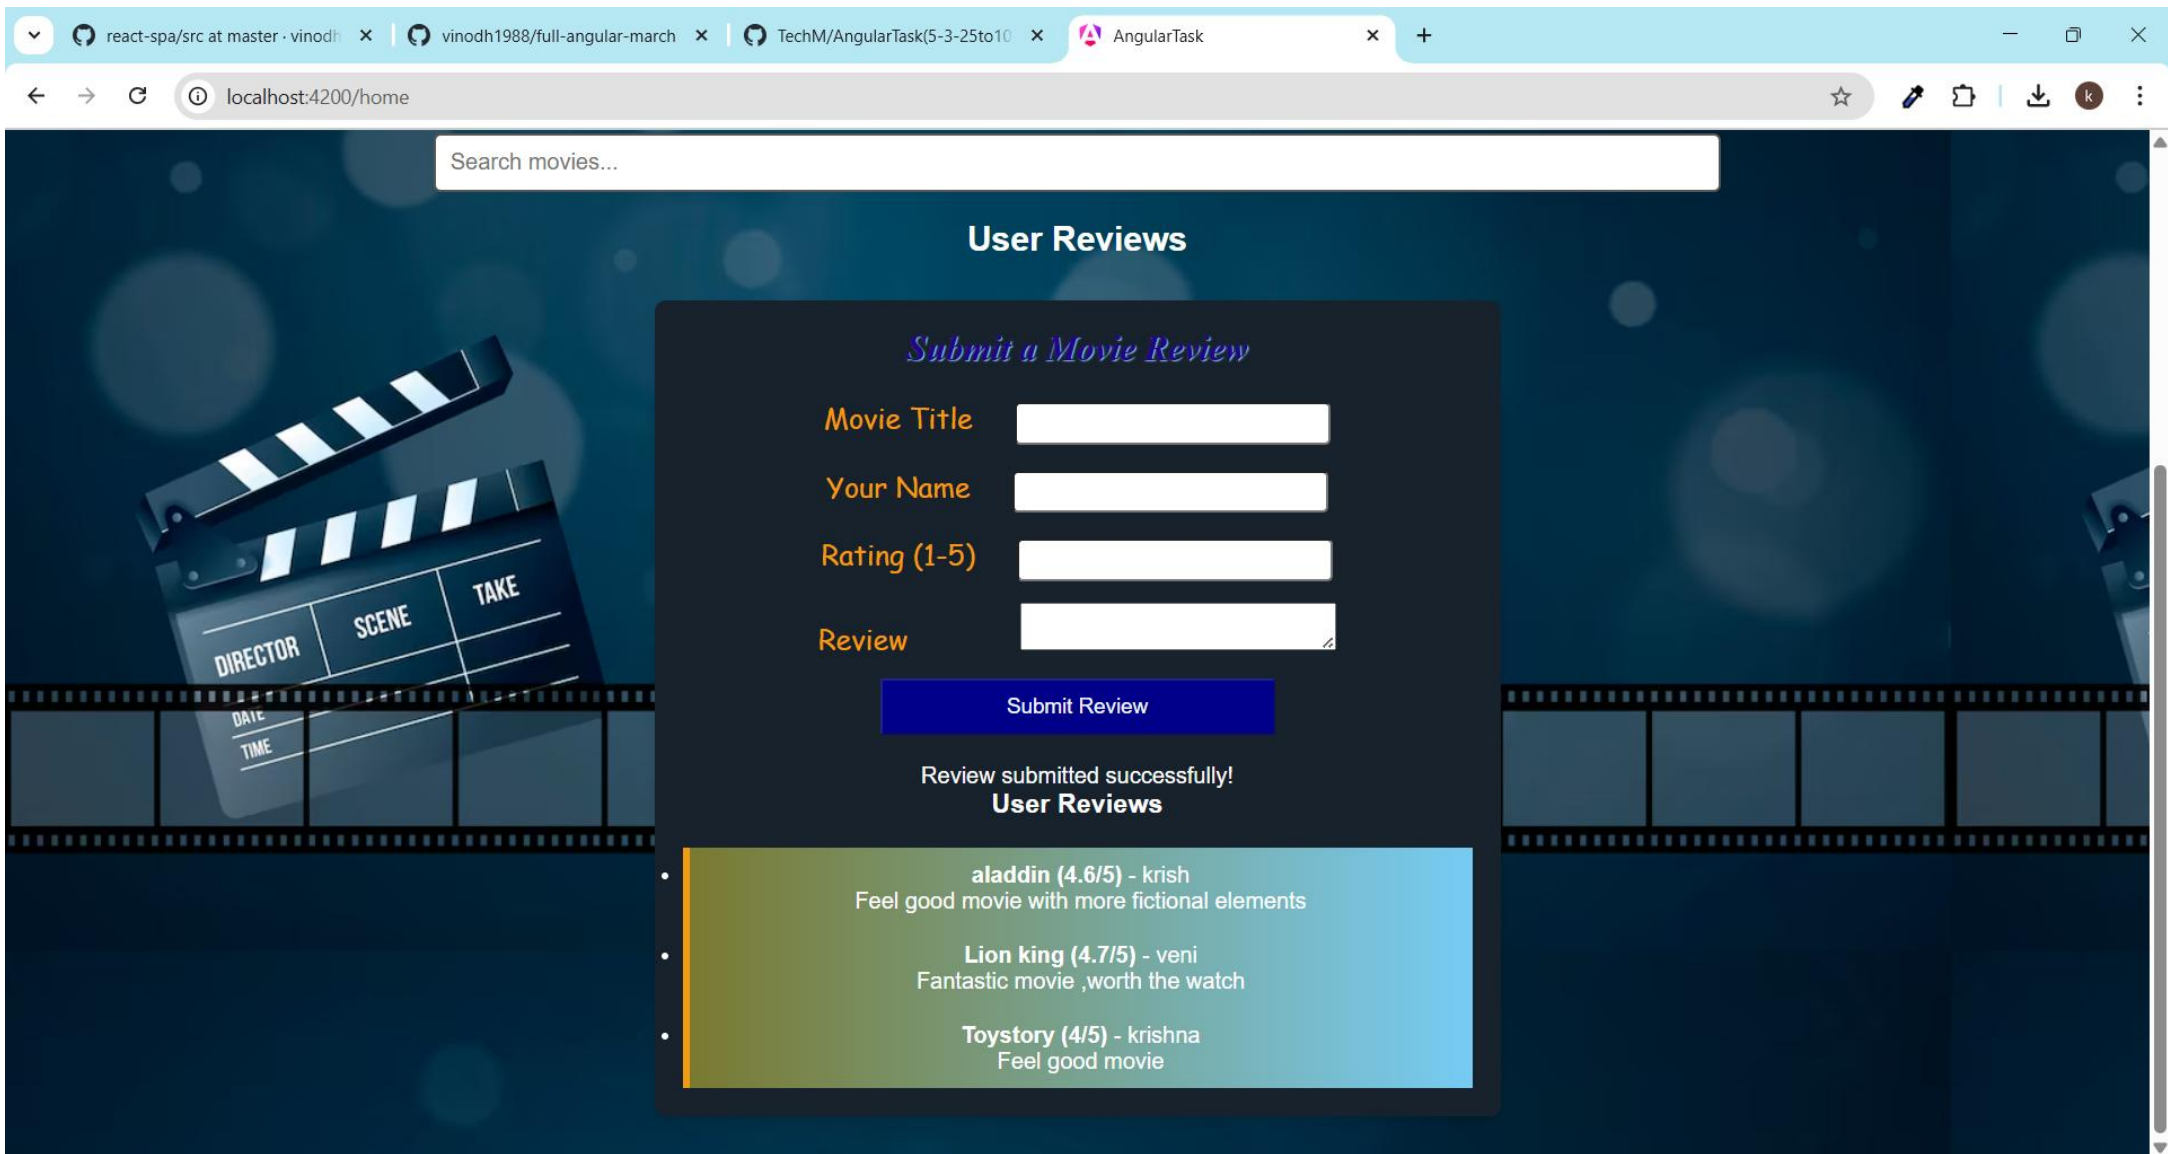 react-spa/src at master · vinodh
vinodh1988/full-angular-march
TechM/AngularTask(5-3-25to10
AngularTask
localhost:4200/home
k
Search movies...
User Reviews
Submit a Movie Review
Movie Title
Your Name
Rating (1-5)
Review
Submit Review
Review submitted successfully!
User Reviews
aladdin (4.6/5) - krish
Feel good movie with more fictional elements
Lion king (4.7/5) - veni
Fantastic movie ,worth the watch
Toystory (4/5) - krishna
Feel good movie
DIRECTOR
SCENE
TAKE
DATE
TIME